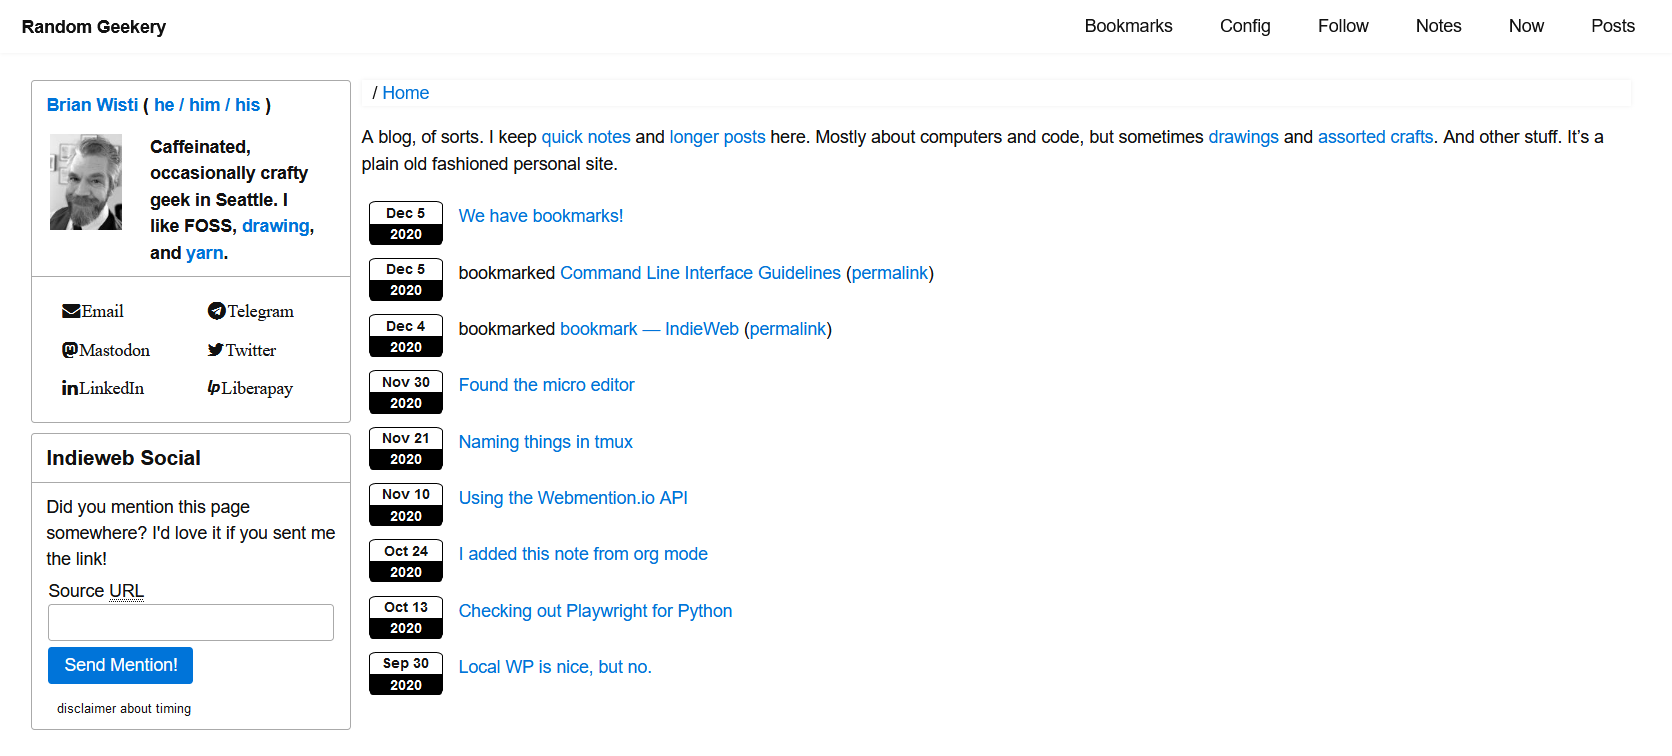 Random Geekery
Bookmarks Config Follow Notes Now Posts
Brian Wisti ( he / him / his )
Caffeinated,
occasionally crafty
geek in Seattle. I
like FOSS, drawing,
and yarn.
Email Telegram
Mastodon Twitter
LinkedIn Liberapay
Indieweb Social
Did you mention this page
somewhere? I'd love it if you sent me
the link!
Source URL
Send Mention!
disclaimer about timing
/ Home
A blog, of sorts. I keep quick notes and longer posts here. Mostly about computers and code, but sometimes drawings and assorted crafts. And other stuff. It’s a
plain old fashioned personal site.
Dec 5
2020
We have bookmarks!
Dec 5
2020
bookmarked Command Line Interface Guidelines (permalink)
Dec 4
2020
bookmarked bookmark — IndieWeb (permalink)
Nov 30
2020
Found the micro editor
Nov 21
2020
Naming things in tmux
Nov 10
2020
Using the Webmention.io API
Oct 24
2020
I added this note from org mode
Oct 13
2020
Checking out Playwright for Python
Sep 30
2020
Local WP is nice, but no.